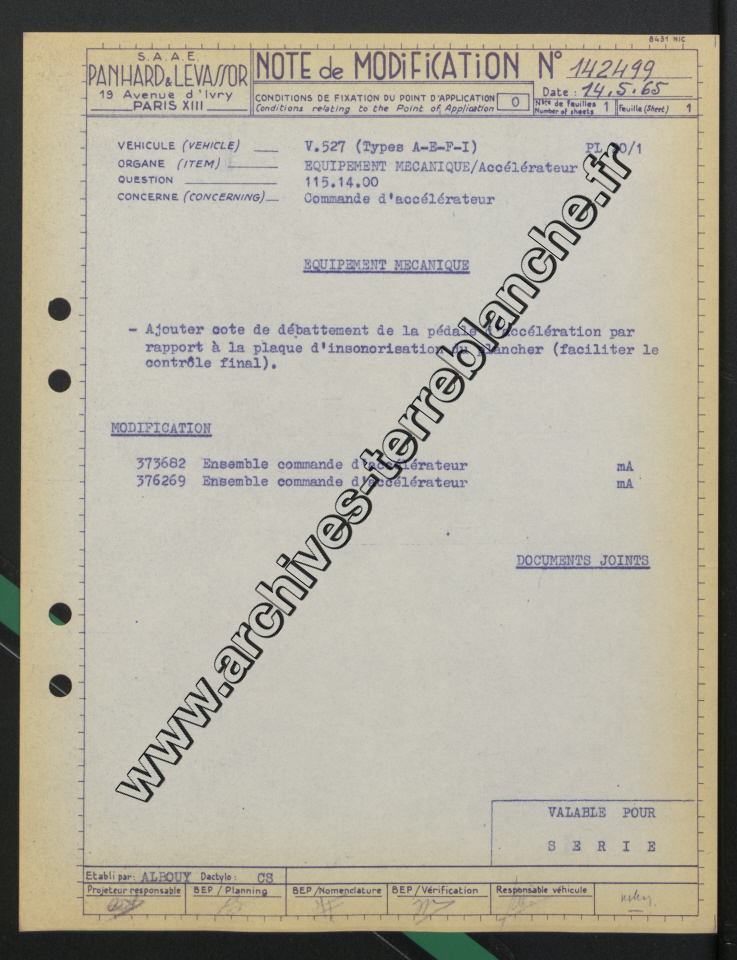 8431 NIC
S.A.A.E.
PANHARD & LEVASSOR
19 Avenue d'Ivry
PARIS XIII
NOTE de MODIFICATION N° 142499
Date : 14.5.65
CONDITIONS DE FIXATION DU POINT D'APPLICATION
Conditions relating to the Point of Application
0
Nbre de Feuilles 1
Number of sheets
Feuille (Sheet) 1
VEHICULE (VEHICLE) V.527 (Types A-E-F-I)
ORGANE (ITEM) EQUIPEMENT MECANIQUE/Accélérateur
QUESTION 115.14.00
CONCERNE (CONCERNING) Commande d'accélérateur
EQUIPEMENT MECANIQUE
- Ajouter cote de débattement de la pédale d'accélération par
rapport à la plaque d'insonorisation du plancher (faciliter le
contrôle final).
MODIFICATION
373682 Ensemble commande d'accélérateur mA
376269 Ensemble commande d'accélérateur mA
DOCUMENTS JOINTS
www.archives-terreblanche.fr
VALABLE POUR
S E R I E
Etabli par: ALBOUY Dactylo: CS
Projeteur responsable
BEP / Planning
BEP / Nomenclature
BEP / Vérification
Responsable véhicule